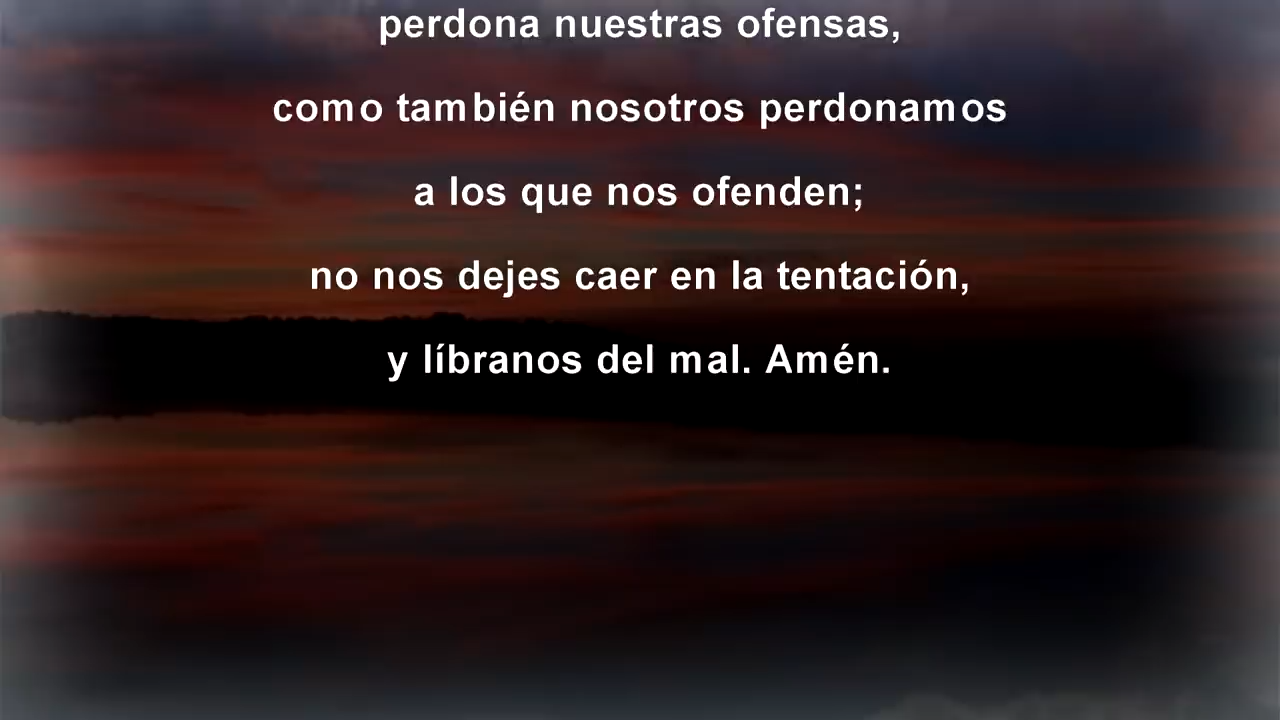 perdona nuestras ofensas,
como también nosotros perdonamos
a los que nos ofenden;
no nos dejes caer en la tentación,
y líbranos del mal. Amén.